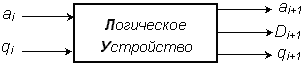 aᵢ
qᵢ
Логическое
Устройство
aᵢ₊₁
Dᵢ₊₁
qᵢ₊₁